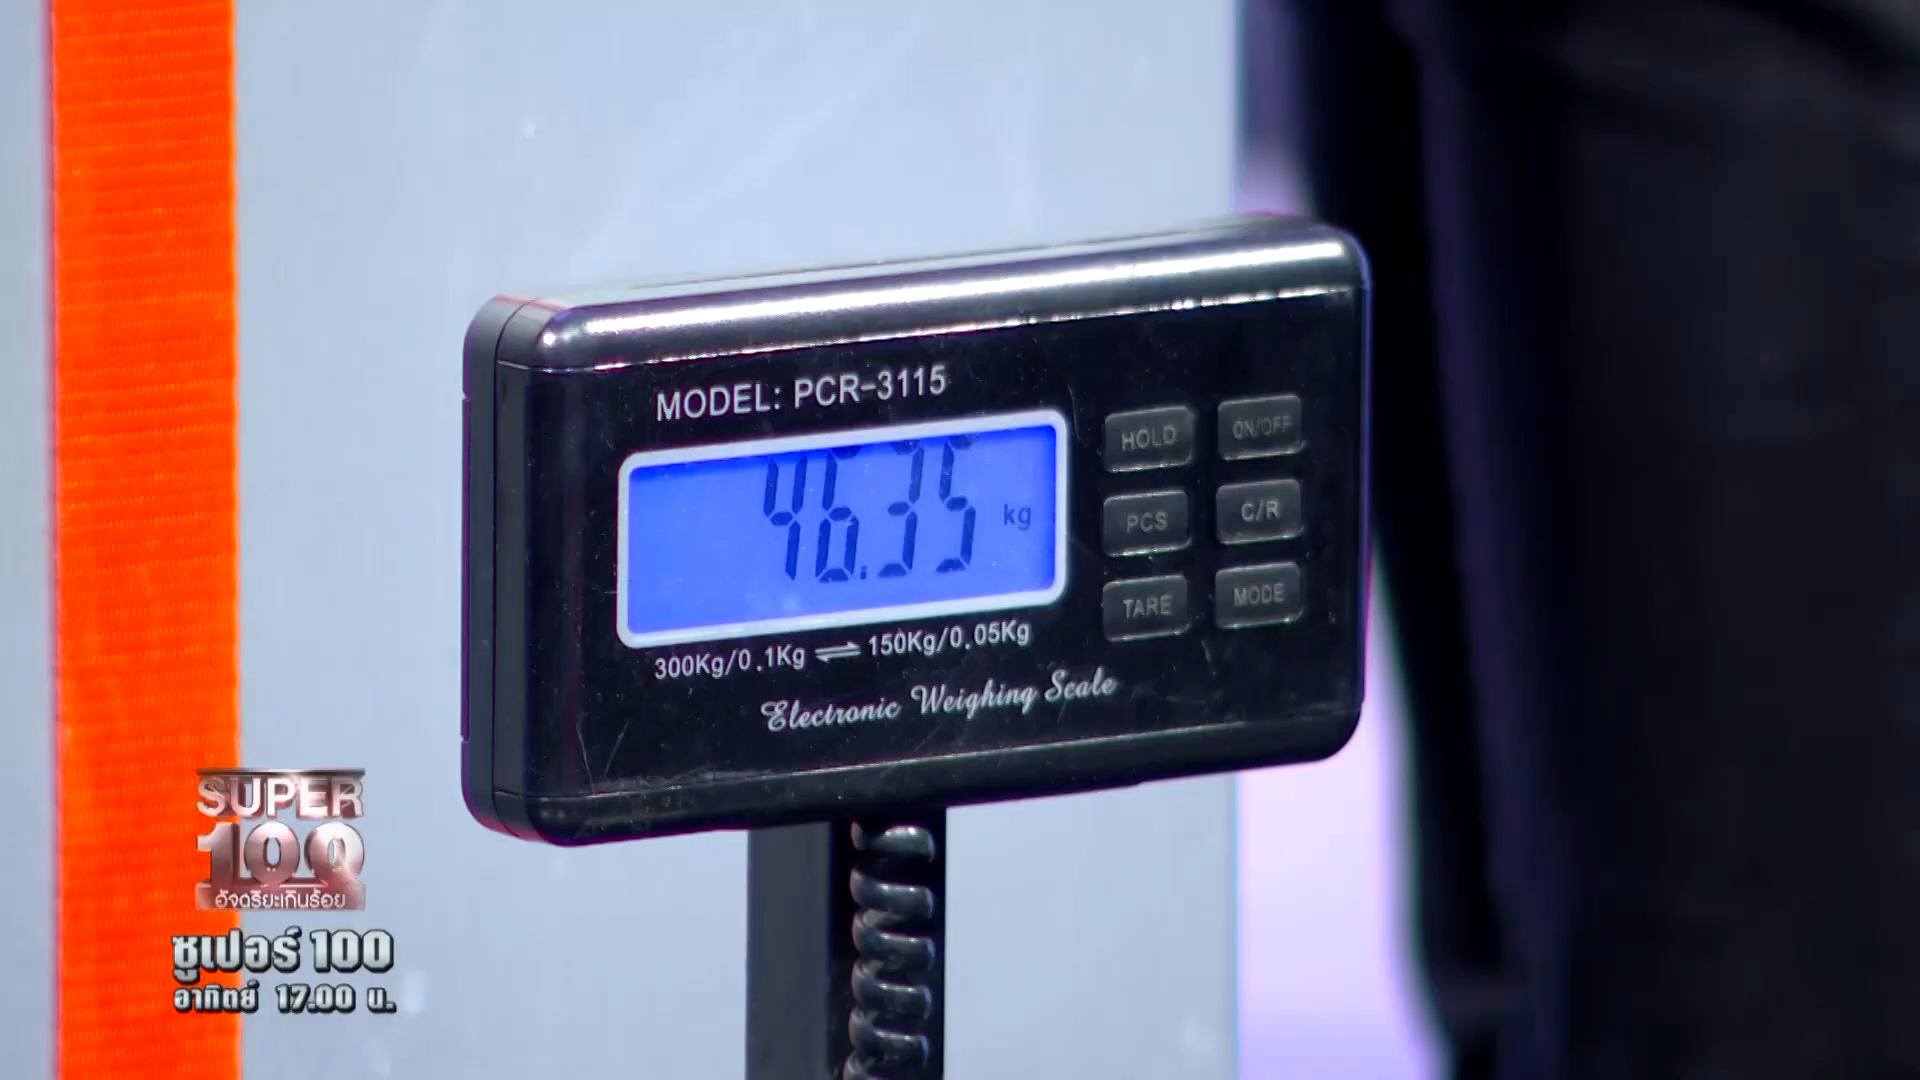 MODEL: PCR-3115
46.35 kg
HOLD ON/OFF
PCS C/R
TARE MODE
300Kg/0.1Kg ⇌ 150Kg/0.05Kg
Electronic Weighing Scale
SUPER
100
อัจฉริยะเกินร้อย
ซูเปอร์ 100
อาทิตย์ 17.00 น.